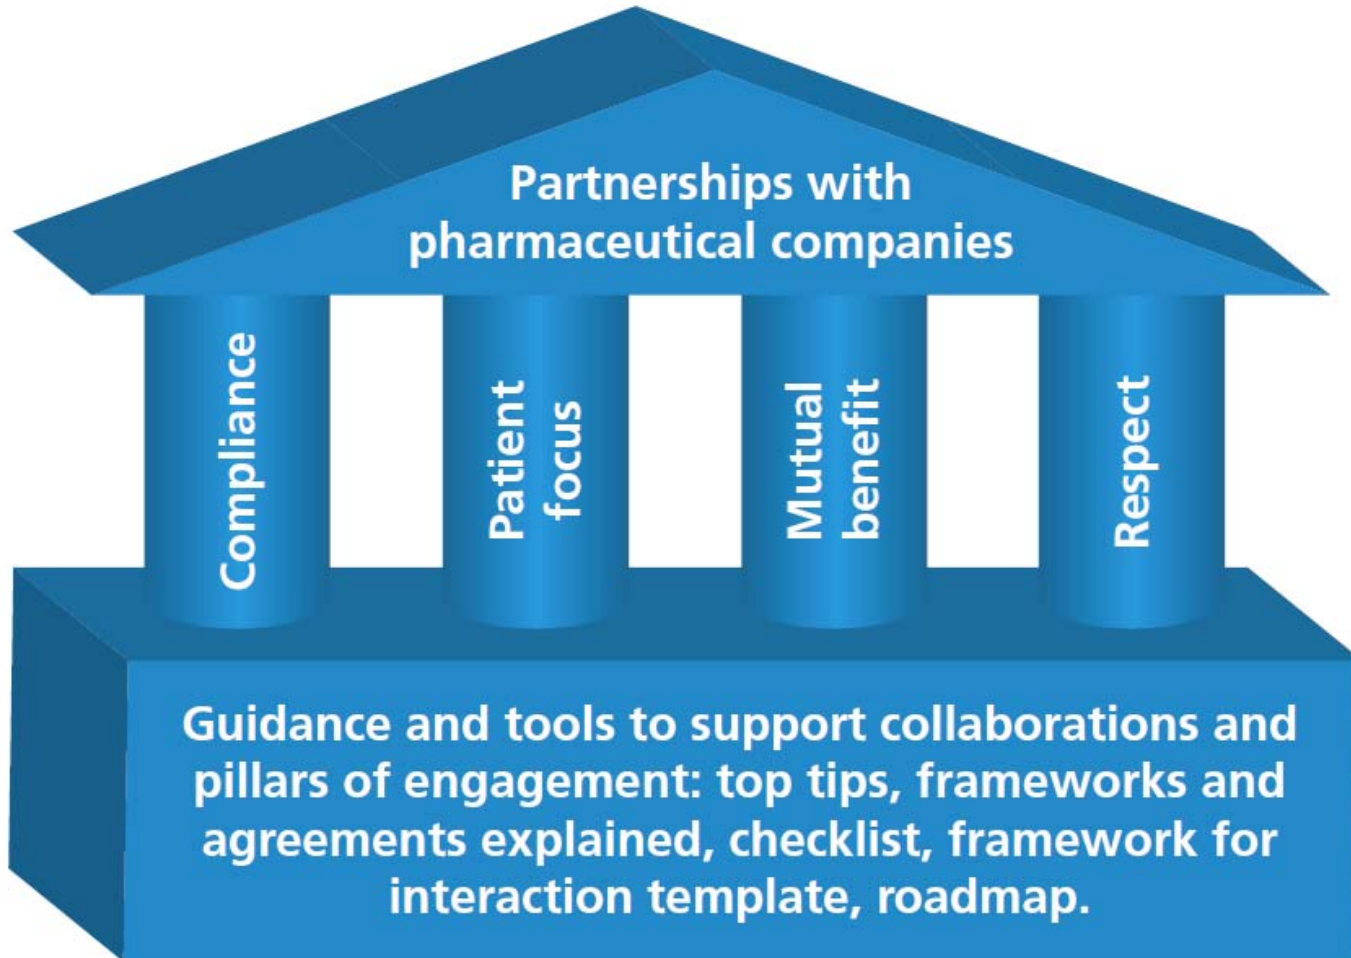 Partnerships with
pharmaceutical companies
Compliance
Patient
focus
Mutual
benefit
Respect
Guidance and tools to support collaborations and
pillars of engagement: top tips, frameworks and
agreements explained, checklist, framework for
interaction template, roadmap.